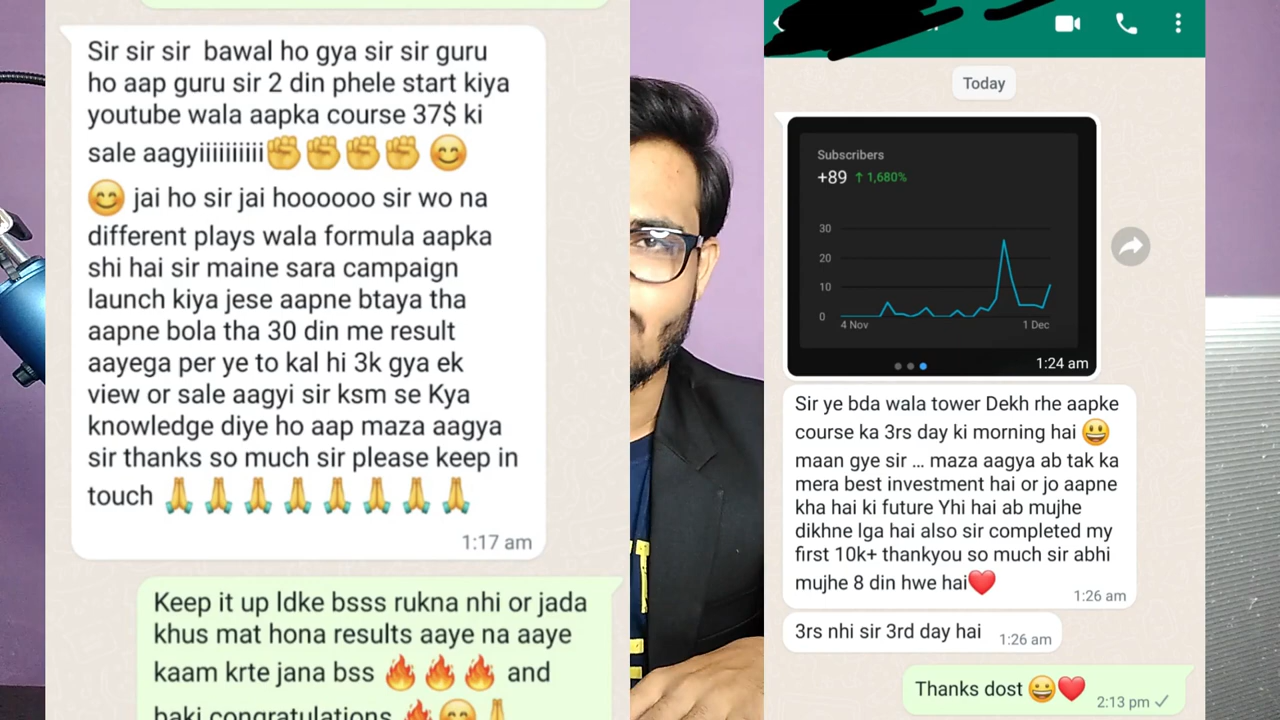 Sir sir sir bawal ho gya sir sir guru
ho aap guru sir 2 din phele start kiya
youtube wala aapka course 37$ ki
sale aagyiiiiiiiiii✊✊✊✊ 😊
😊 jai ho sir jai hoooooo sir wo na
different plays wala formula aapka
shi hai sir maine sara campaign
launch kiya jese aapne btaya tha
aapne bola tha 30 din me result
aayega per ye to kal hi 3k gya ek
view or sale aagyi sir ksm se Kya
knowledge diye ho aap maza aagya
sir thanks so much sir please keep in
touch 🙏 🙏 🙏 🙏 🙏 🙏 🙏 🙏
1:17 am
Keep it up ldke bsss rukna nhi or jada
khus mat hona results aaye na aaye
kaam krte jana bss 🔥 🔥 🔥 and
baki congratulations 🔥😊🙏
Today
Subscribers
+89 ↑ 1,680%
30
20
10
0
4 Nov 1 Dec
1:24 am
Sir ye bda wala tower Dekh rhe aapke
course ka 3rs day ki morning hai 😃
maan gye sir ... maza aagya ab tak ka
mera best investment hai or jo aapne
kha hai ki future Yhi hai ab mujhe
dikhne lga hai also sir completed my
first 10k+ thankyou so much sir abhi
mujhe 8 din hwe hai❤️
1:26 am
3rs nhi sir 3rd day hai 1:26 am
Thanks dost 😀❤️ 2:13 pm ✓